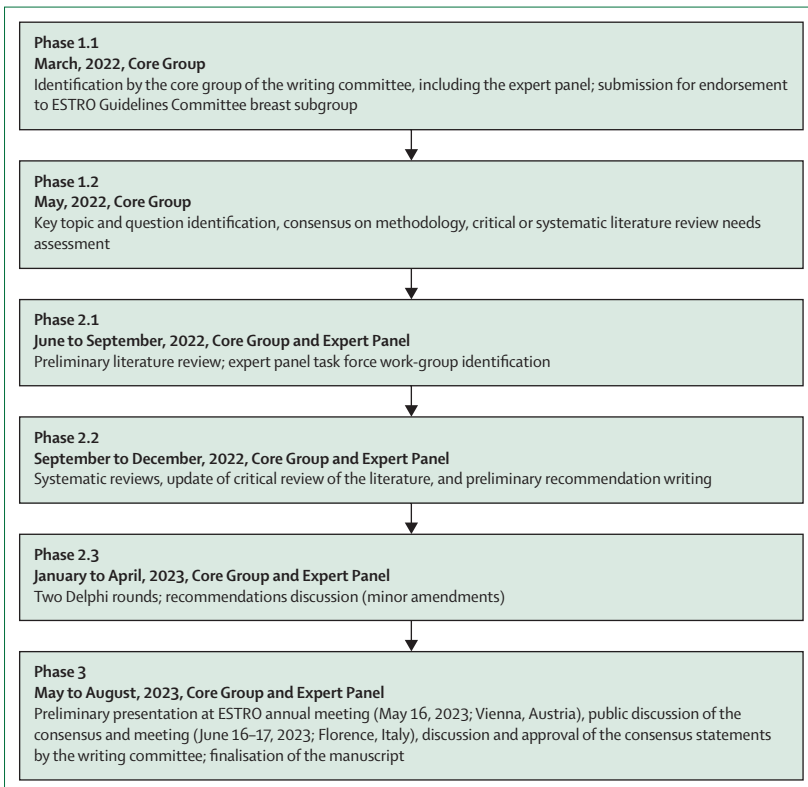 Phase 1.1
March, 2022, Core Group
Identification by the core group of the writing committee, including the expert panel; submission for endorsement
to ESTRO Guidelines Committee breast subgroup
Phase 1.2
May, 2022, Core Group
Key topic and question identification, consensus on methodology, critical or systematic literature review needs
assessment
Phase 2.1
June to September, 2022, Core Group and Expert Panel
Preliminary literature review; expert panel task force work-group identification
Phase 2.2
September to December, 2022, Core Group and Expert Panel
Systematic reviews, update of critical review of the literature, and preliminary recommendation writing
Phase 2.3
January to April, 2023, Core Group and Expert Panel
Two Delphi rounds; recommendations discussion (minor amendments)
Phase 3
May to August, 2023, Core Group and Expert Panel
Preliminary presentation at ESTRO annual meeting (May 16, 2023; Vienna, Austria), public discussion of the
consensus and meeting (June 16–17, 2023; Florence, Italy), discussion and approval of the consensus statements
by the writing committee; finalisation of the manuscript